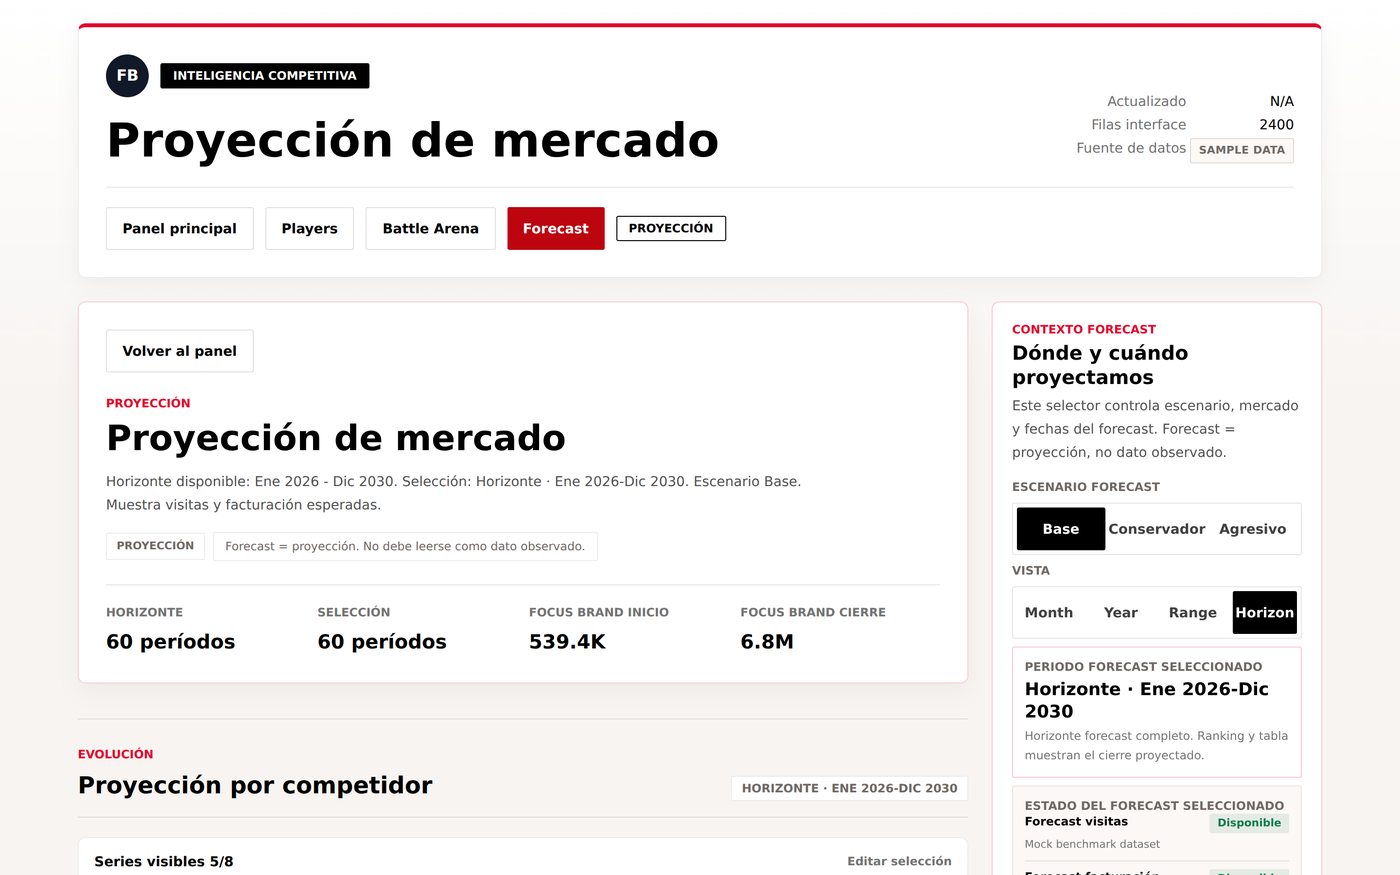 FB
INTELIGENCIA COMPETITIVA
Proyección de mercado
Actualizado N/A
Filas interface 2400
Fuente de datos SAMPLE DATA
Panel principal
Players
Battle Arena
Forecast
PROYECCIÓN
Volver al panel
PROYECCIÓN
Proyección de mercado
Horizonte disponible: Ene 2026 - Dic 2030. Selección: Horizonte · Ene 2026-Dic 2030. Escenario Base.
Muestra visitas y facturación esperadas.
PROYECCIÓN
Forecast = proyección. No debe leerse como dato observado.
HORIZONTE
60 períodos
SELECCIÓN
60 períodos
FOCUS BRAND INICIO
539.4K
FOCUS BRAND CIERRE
6.8M
EVOLUCIÓN
Proyección por competidor
HORIZONTE · ENE 2026-DIC 2030
Series visibles 5/8
Editar selección
CONTEXTO FORECAST
Dónde y cuándo
proyectamos
Este selector controla escenario, mercado
y fechas del forecast. Forecast =
proyección, no dato observado.
ESCENARIO FORECAST
Base
Conservador
Agresivo
VISTA
Month
Year
Range
Horizon
PERIODO FORECAST SELECCIONADO
Horizonte · Ene 2026-Dic
2030
Horizonte forecast completo. Ranking y tabla
muestran el cierre proyectado.
ESTADO DEL FORECAST SELECCIONADO
Forecast visitas
Disponible
Mock benchmark dataset